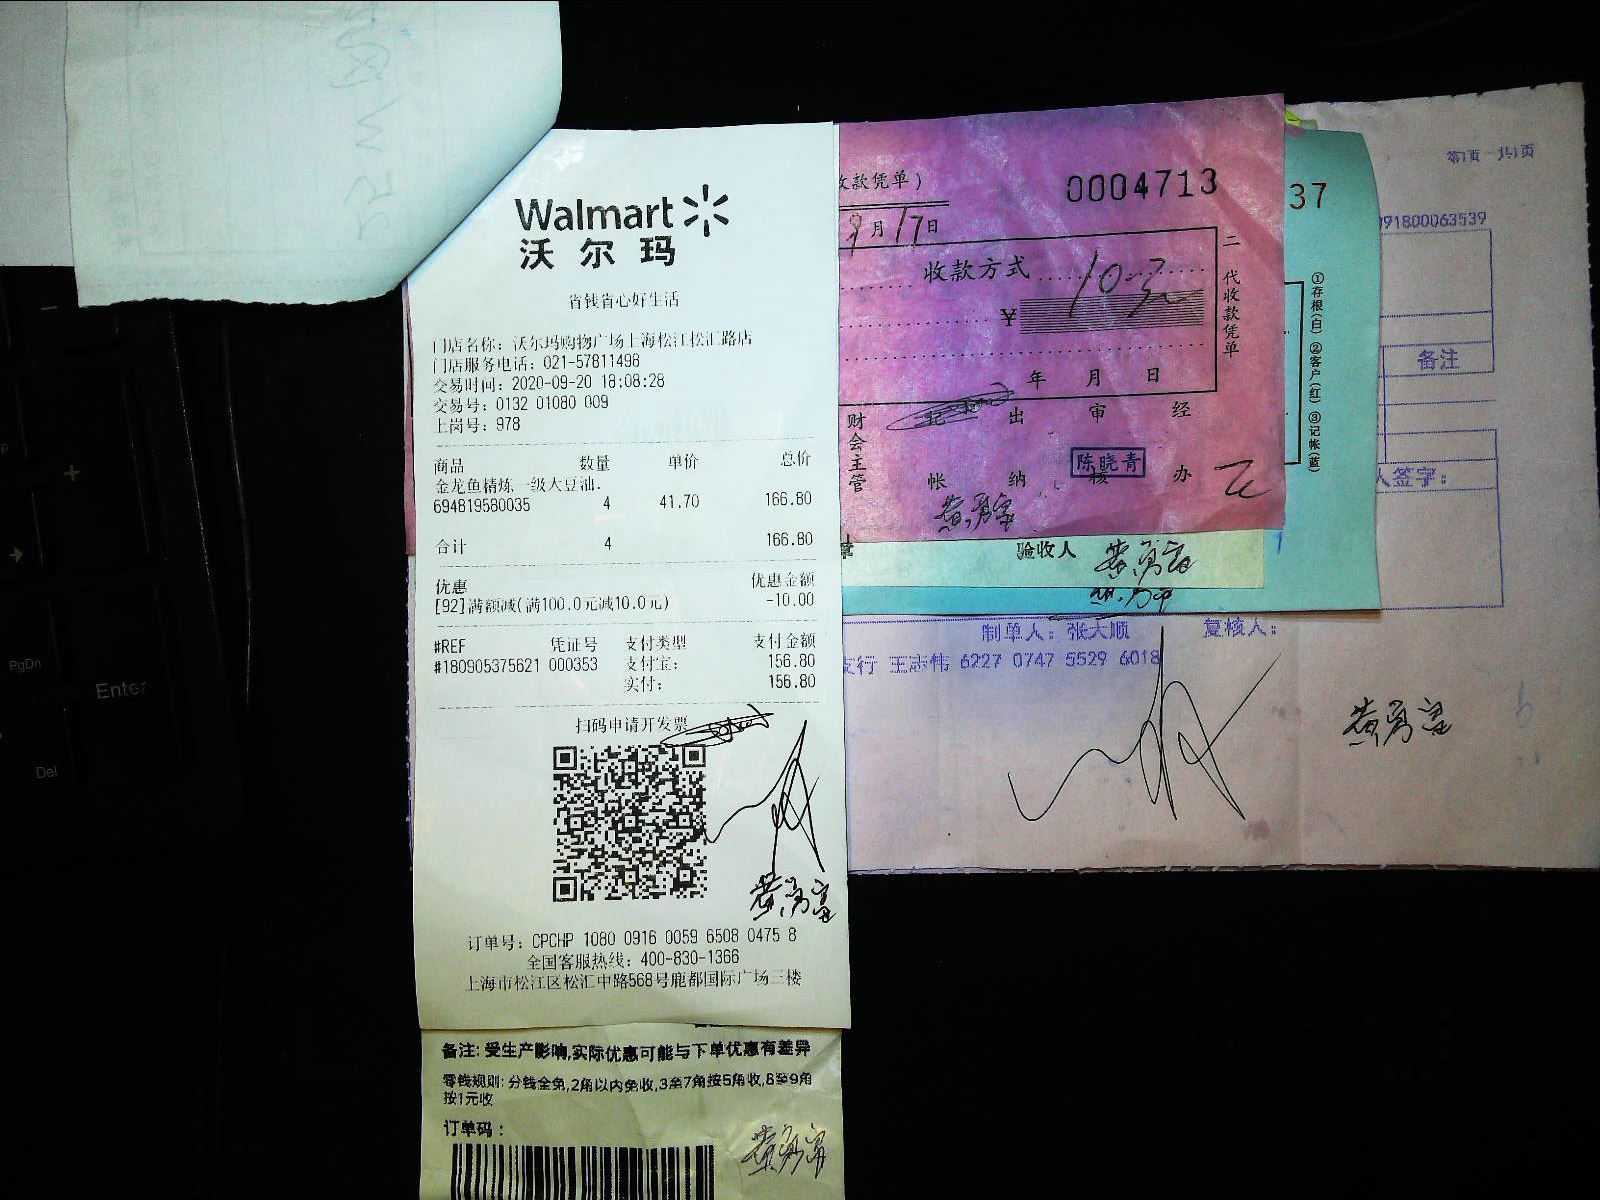 Walmart
沃尔玛
省钱省心好生活
门店名称: 沃尔玛购物广场上海松江松汇路店
门店服务电话: 021-57811498
交易时间: 2020-09-20 18:08:28
交易号: 0132 01080 009
上岗号: 978
商品 数量 单价 总价
金龙鱼精炼一级大豆油.
694819580035 4 41.70 166.80
合计 4 166.80
优惠 优惠金额
[92]满额减(满100.0元减10.0元) -10.00
#REF 凭证号 支付类型 支付金额
#180905375621 000353 支付宝: 156.80
实付: 156.80
扫码申请开发票
订单号: CPCHP 1080 0916 0059 6508 0475 8
全国客服热线: 400-830-1366
上海市松江区松汇中路568号鹿都国际广场三楼
备注: 受生产影响,实际优惠可能与下单优惠有差异
零钱规则: 分钱全免,2角以内免收,3至7角按5角收,8至9角
按1元收
订单码:
收款凭单)
0004713
9月17日
收款方式
¥
年 月 日
二 代收款凭单
财会主管
记帐
出纳
审核
经办
陈晓青
验收人
37
①存根(白) ②客户(红) ③记帐(蓝)
第1页 共1页
91800063539
备注
人签字:
制单人: 张大顺 复核人:
支行 王志伟 6227 0747 5529 6018
Enter
PgDn
Del
+